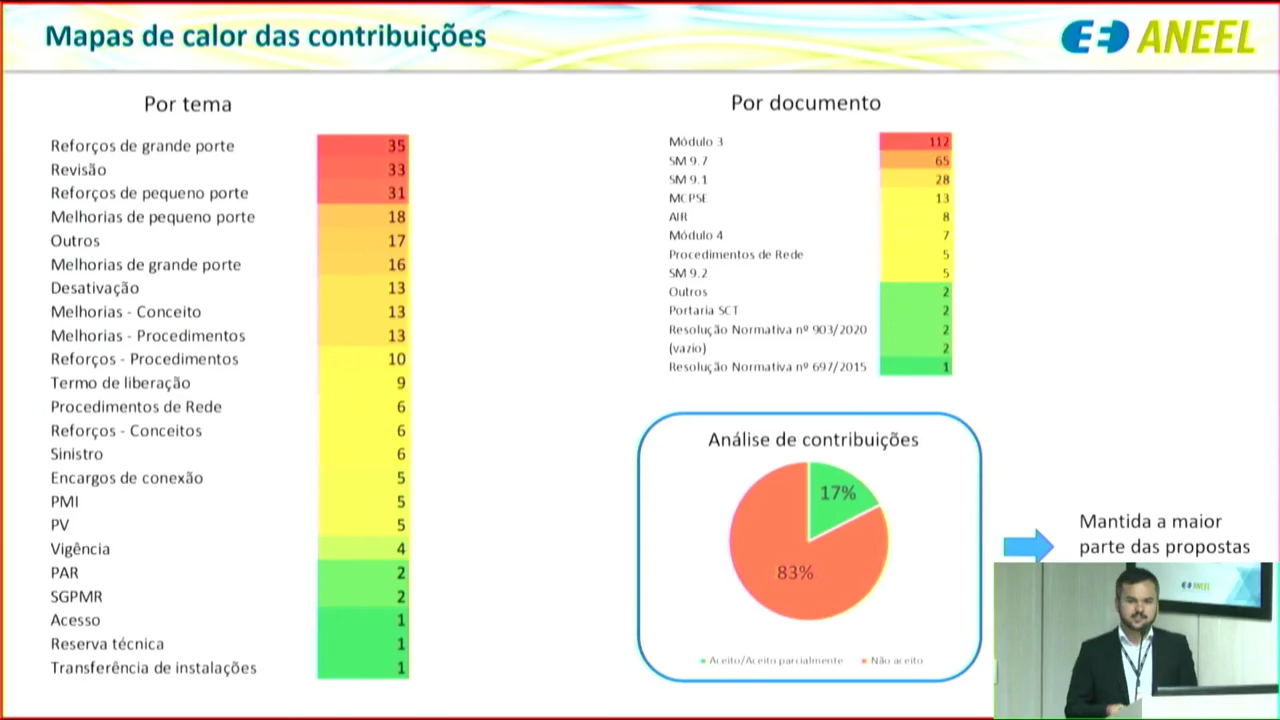 Mapas de calor das contribuições
ANEEL
Por tema
Reforços de grande porte 35
Revisão 33
Reforços de pequeno porte 31
Melhorias de pequeno porte 18
Outros 17
Melhorias de grande porte 16
Desativação 13
Melhorias - Conceito 13
Melhorias - Procedimentos 13
Reforços - Procedimentos 10
Termo de liberação 9
Procedimentos de Rede 6
Reforços - Conceitos 6
Sinistro 6
Encargos de conexão 5
PMI 5
PV 5
Vigência 4
PAR 2
SGPMR 2
Acesso 1
Reserva técnica 1
Transferência de instalações 1
Por documento
Módulo 3 112
SM 9.7 65
SM 9.1 28
MCPSE 13
AIR 8
Módulo 4 7
Procedimentos de Rede 5
SM 9.2 5
Outros 2
Portaria SCT 2
Resolução Normativa nº 903/2020 2
(vazio) 2
Resolução Normativa nº 697/2015 1
Análise de contribuições
17%
83%
Aceito/Aceito parcialmente Não aceito
Mantida a maior
parte das propostas
ANEEL